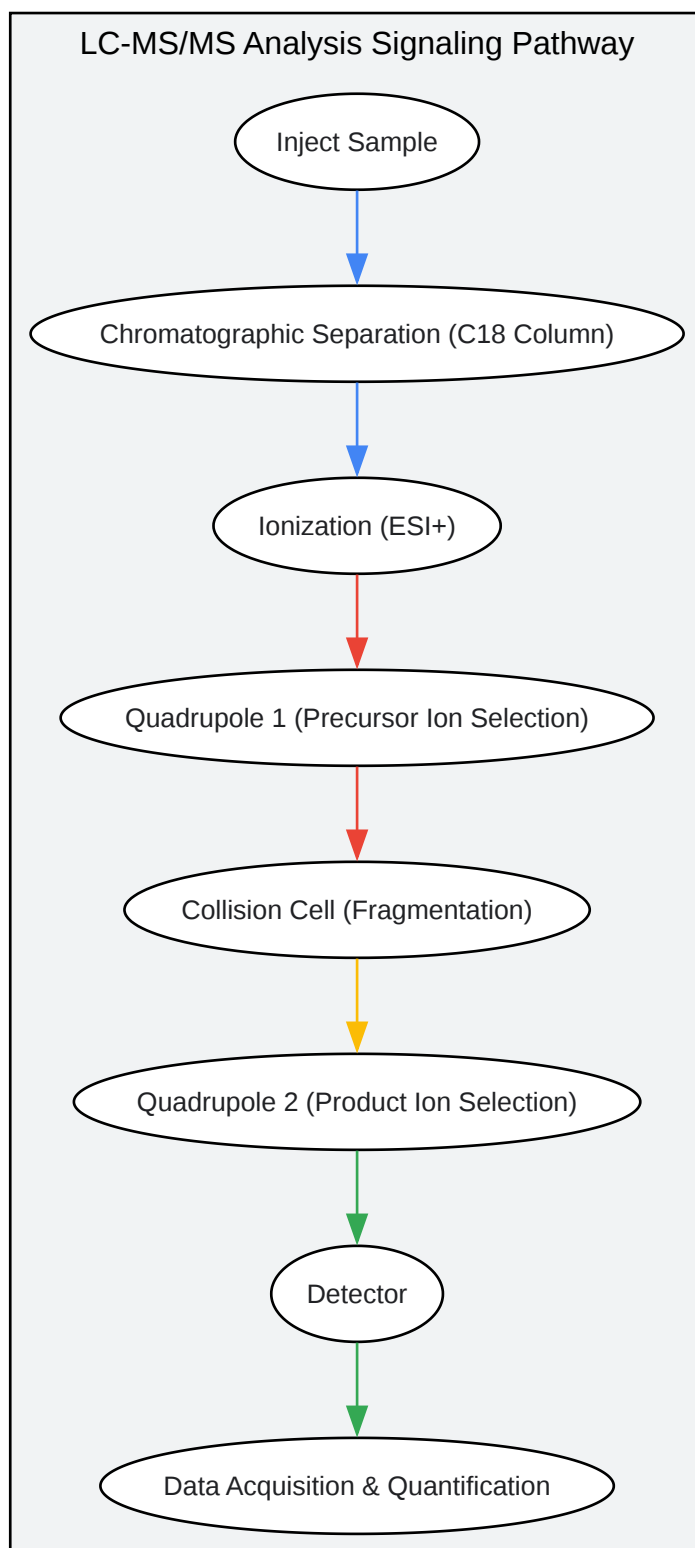 LC-MS/MS Analysis Signaling Pathway
Inject Sample
Chromatographic Separation (C18 Column)
Ionization (ESI+)
Quadrupole 1 (Precursor Ion Selection)
Collision Cell (Fragmentation)
Quadrupole 2 (Product Ion Selection)
Detector
Data Acquisition & Quantification